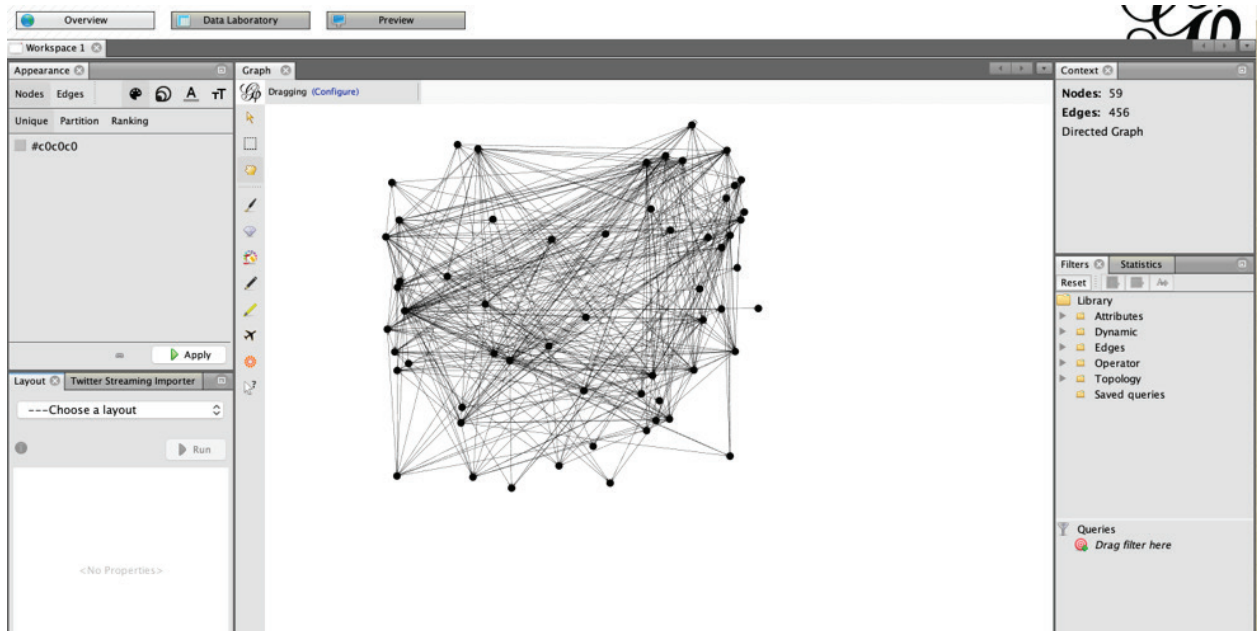 Overview Data Laboratory Preview
Workspace 1
Appearance
Nodes Edges
Unique Partition Ranking
#c0c0c0
Apply
Layout Twitter Streaming Importer
---Choose a layout
Run
<No Properties>
Graph
Dragging (Configure)
Context
Nodes: 59
Edges: 456
Directed Graph
Filters Statistics
Reset
Library
Attributes
Dynamic
Edges
Operator
Topology
Saved queries
Queries
Drag filter here